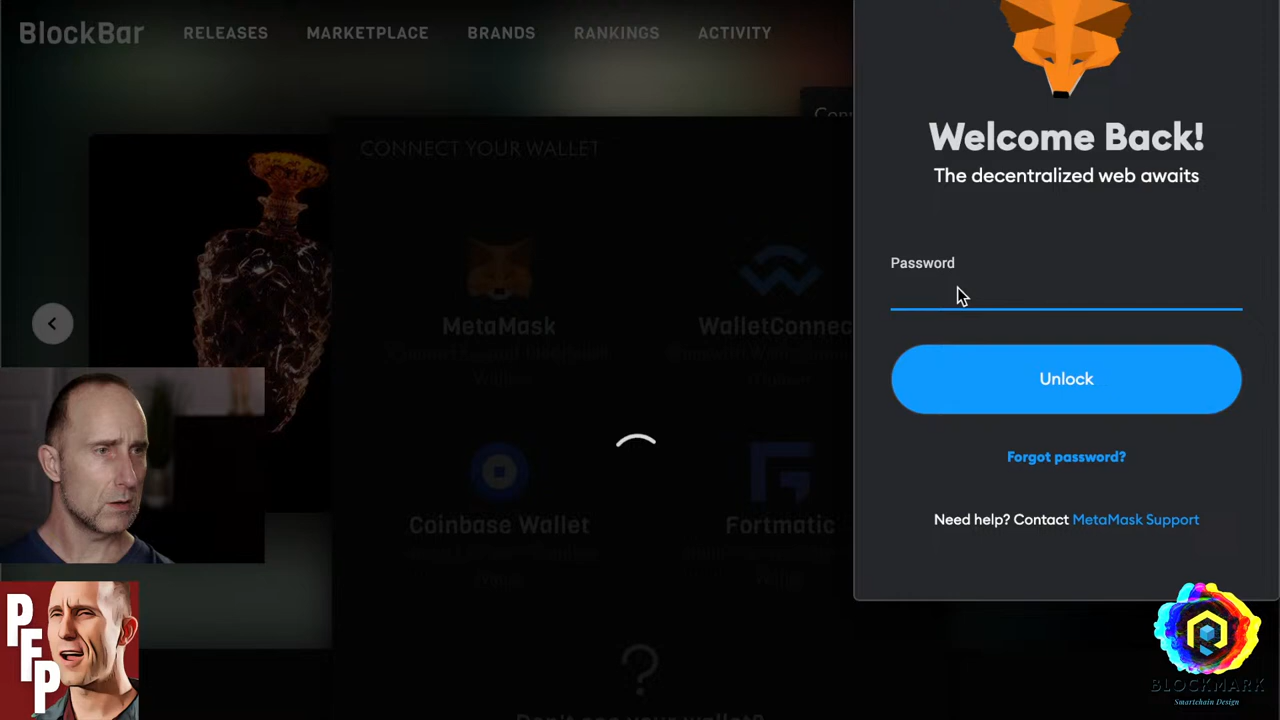 BlockBar RELEASES MARKETPLACE BRANDS RANKINGS ACTIVITY
CONNECT YOUR WALLET
MetaMask
WalletConnec
Coinbase Wallet
Fortmatic
Welcome Back!
The decentralized web awaits
Password
Unlock
Forgot password?
Need help? Contact MetaMask Support
PFP
BLOCKMARK
Smartchain Design